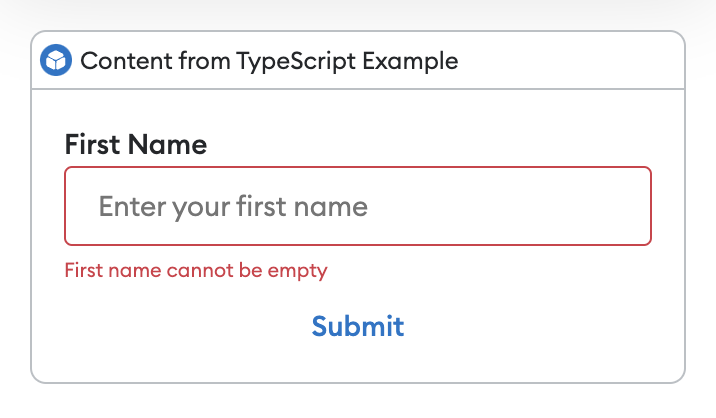 Content from TypeScript Example
First Name
Enter your first name
First name cannot be empty
Submit